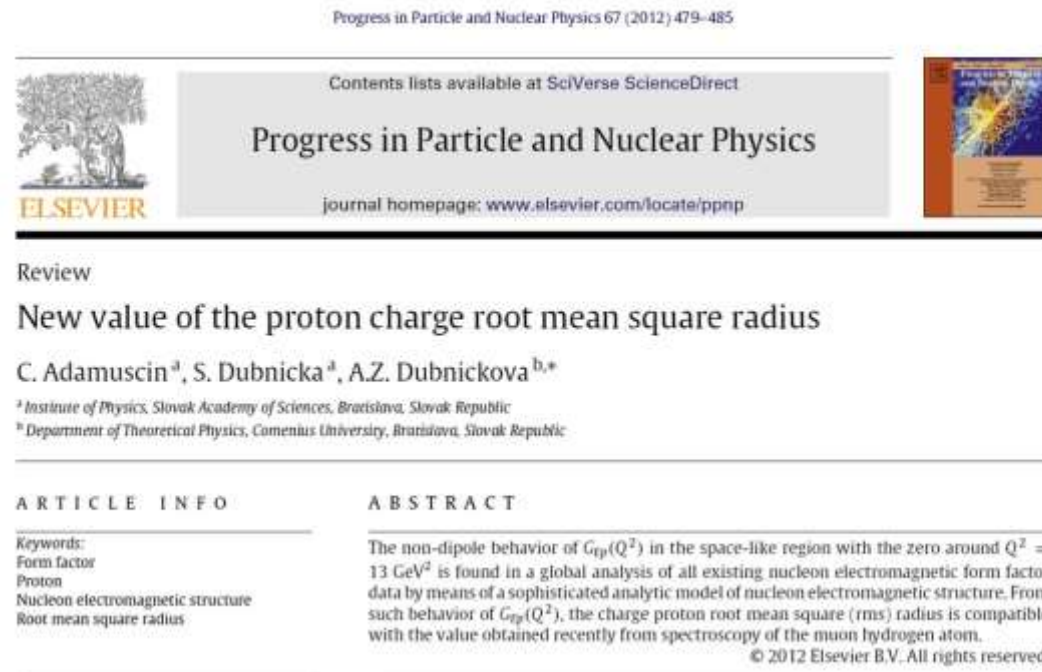 Progress in Particle and Nuclear Physics 67 (2012) 479–485
Contents lists available at SciVerse ScienceDirect
Progress in Particle and Nuclear Physics
journal homepage: www.elsevier.com/locate/ppnp
ELSEVIER
Review
New value of the proton charge root mean square radius
C. Adamuscin a, S. Dubnicka a, A.Z. Dubnickova b,*
a Institute of Physics, Slovak Academy of Sciences, Bratislava, Slovak Republic
b Department of Theoretical Physics, Comenius University, Bratislava, Slovak Republic
ARTICLE INFO
Keywords:
Form factor
Proton
Nucleon electromagnetic structure
Root mean square radius
ABSTRACT
The non-dipole behavior of GEp(Q²) in the space-like region with the zero around Q² =
13 GeV² is found in a global analysis of all existing nucleon electromagnetic form facto
data by means of a sophisticated analytic model of nucleon electromagnetic structure. From
such behavior of GEp(Q²), the charge proton root mean square (rms) radius is compatible
with the value obtained recently from spectroscopy of the muon hydrogen atom.
© 2012 Elsevier B.V. All rights reserved